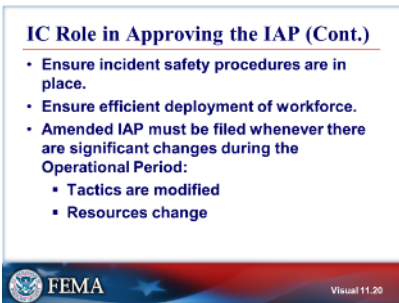 IC Role in Approving the IAP (Cont.)
• Ensure incident safety procedures are in
place.
• Ensure efficient deployment of workforce.
• Amended IAP must be filed whenever there
are significant changes during the
Operational Period:
▪ Tactics are modified
▪ Resources change
FEMA
Visual 11.20